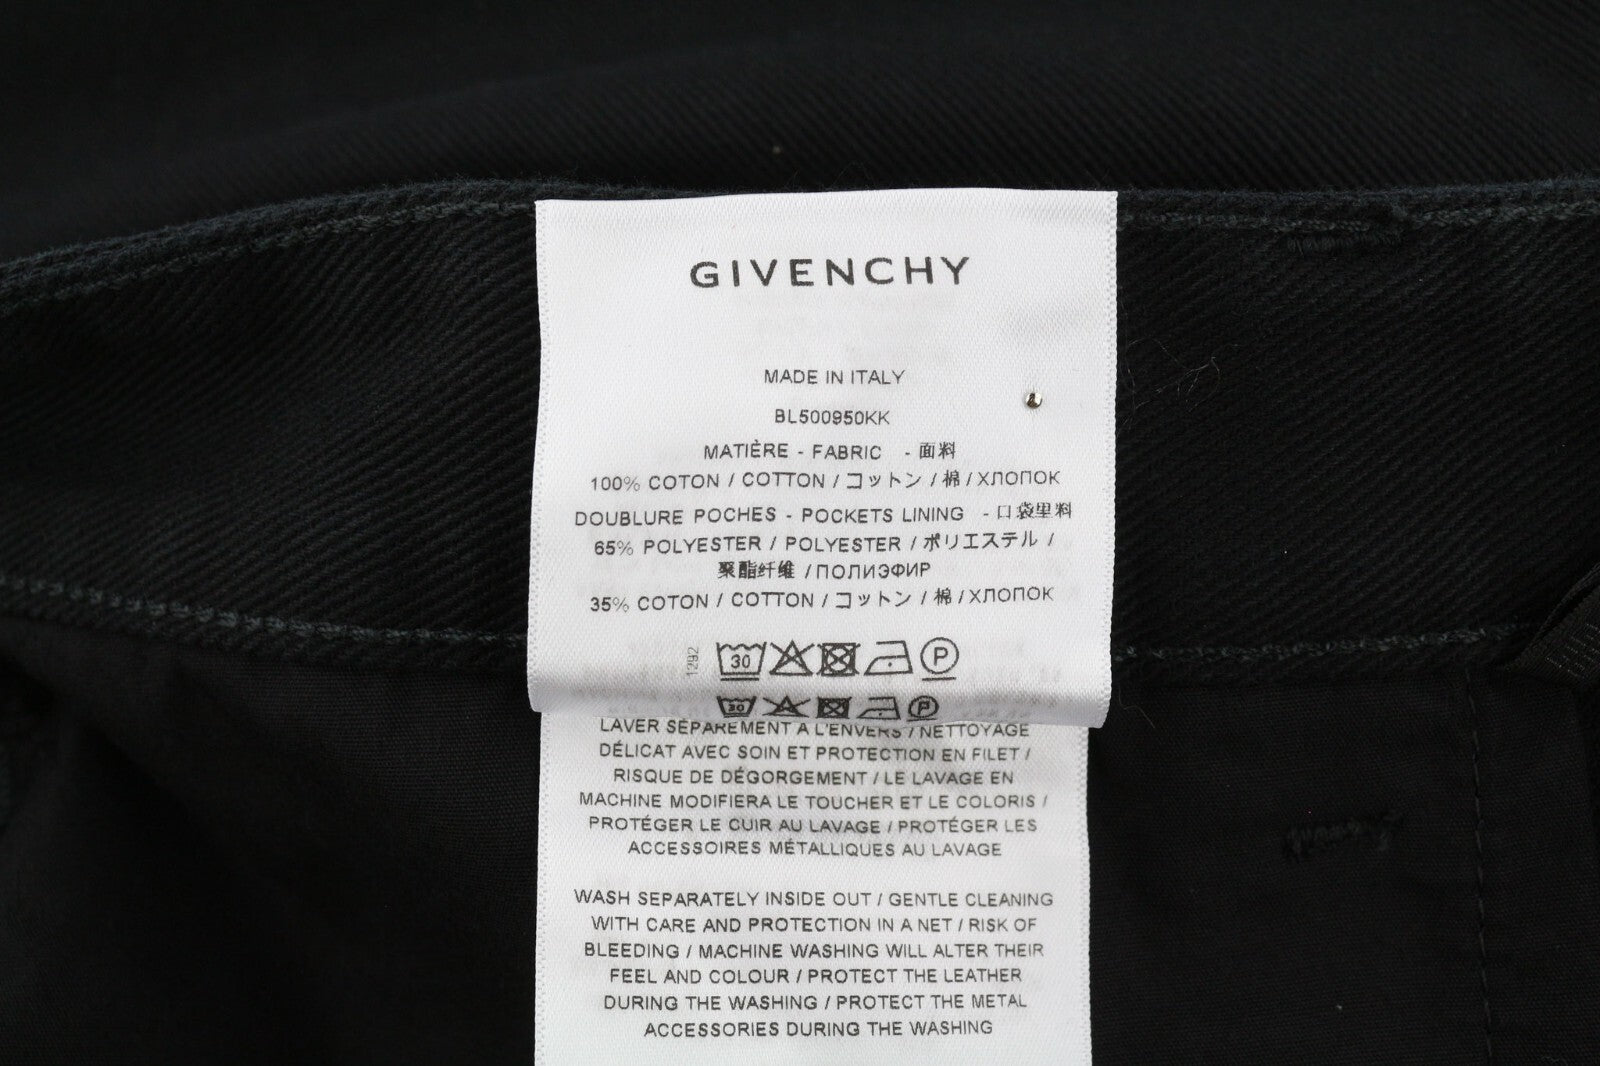 GIVENCHY
MADE IN ITALY
BL500950KK
MATIÈRE - FABRIC - 面料
100% COTON / COTTON / コットン / 棉 / ХЛОПОК
DOUBLURE POCHES - POCKETS LINING - 口袋里料
65% POLYESTER / POLYESTER / ポリエステル /
聚酯纤维 / ПОЛИЭФИР
35% COTON / COTTON / コットン / 棉 / ХЛОПОК
1292
30 P
30 P
LAVER SÉPAREMENT A L'ENVERS / NETTOYAGE
DÉLICAT AVEC SOIN ET PROTECTION EN FILET /
RISQUE DE DÉGORGEMENT / LE LAVAGE EN
MACHINE MODIFIERA LE TOUCHER ET LE COLORIS /
PROTÉGER LE CUIR AU LAVAGE / PROTÉGER LES
ACCESSOIRES MÉTALLIQUES AU LAVAGE
WASH SEPARATELY INSIDE OUT / GENTLE CLEANING
WITH CARE AND PROTECTION IN A NET / RISK OF
BLEEDING / MACHINE WASHING WILL ALTER THEIR
FEEL AND COLOUR / PROTECT THE LEATHER
DURING THE WASHING / PROTECT THE METAL
ACCESSORIES DURING THE WASHING